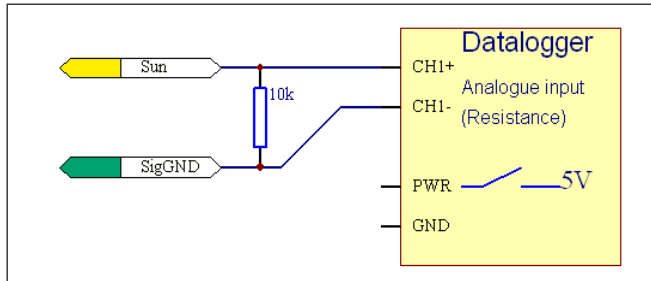 Datalogger
Sun
CH1+
10k
Analogue input
(Resistance)
CH1-
SigGND
PWR
5V
GND